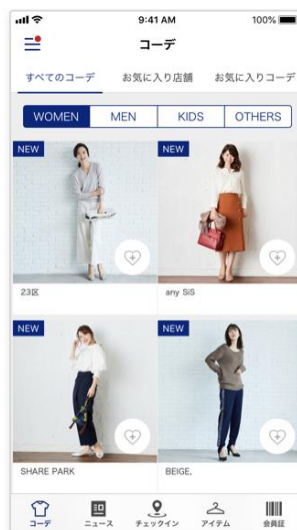 9:41 AM 100%
コーデ
すべてのコーデ お気に入り店舗 お気に入りコーデ
WOMEN MEN KIDS OTHERS
NEW NEW
23区 any SiS
NEW NEW
SHARE PARK BEIGE,
コーデ ニュース チェックイン アイテム 会員証